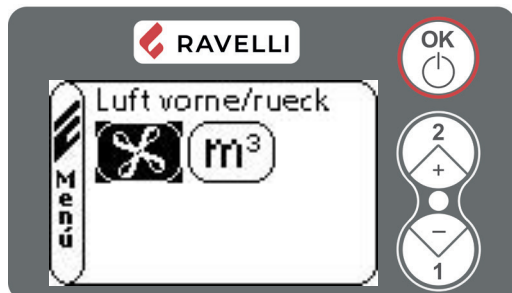 RAVELLI
OK
Luft vorne/rueck
m³
Menú
2
+
−
1